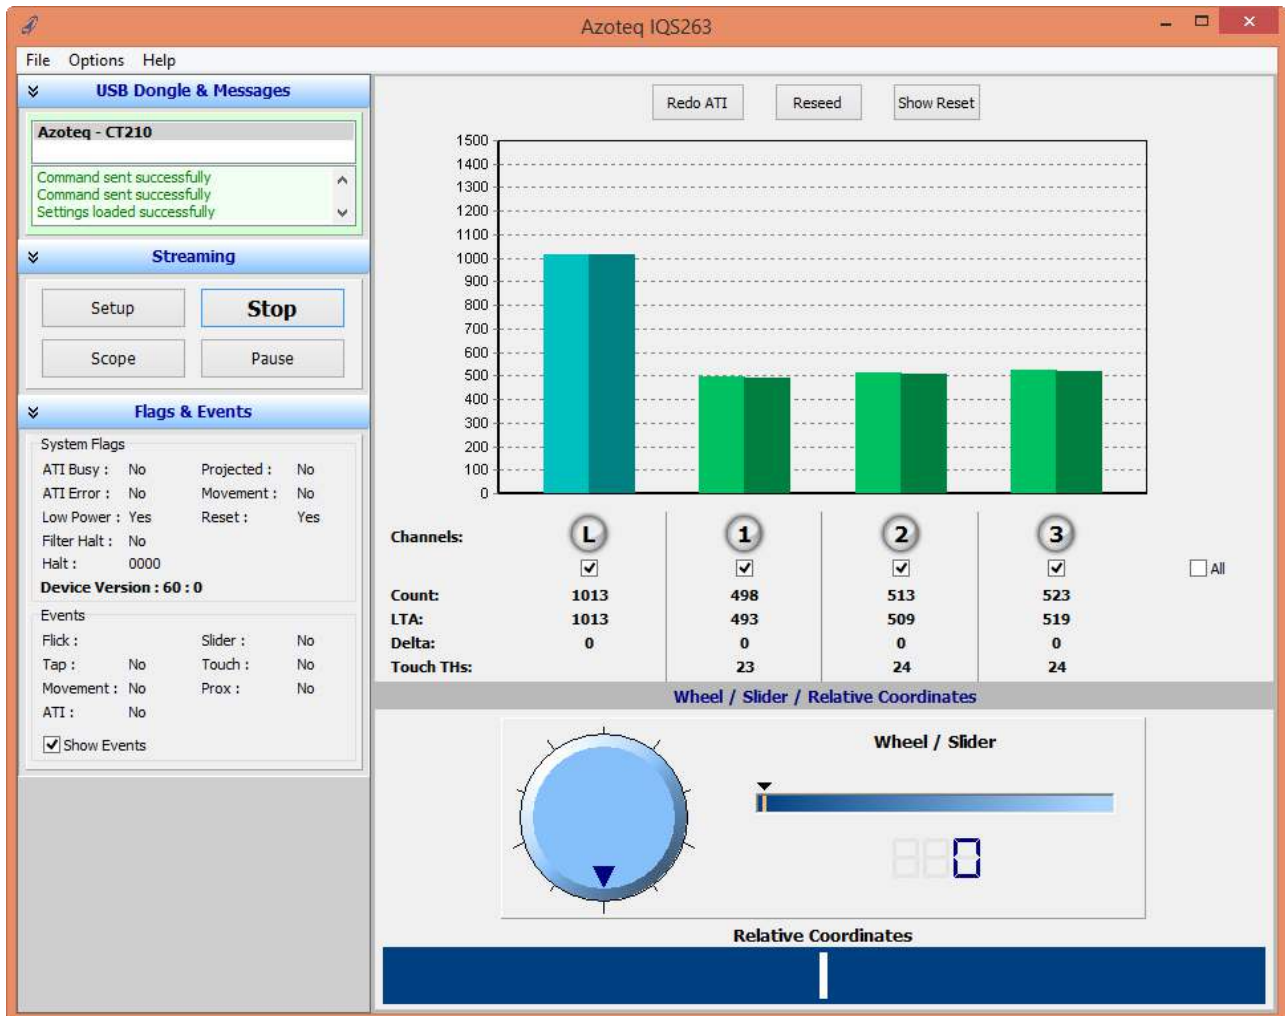 Azoteq IQS263
File Options Help
USB Dongle & Messages
Azoteq - CT210
Command sent successfully
Command sent successfully
Settings loaded successfully
Streaming
Setup Stop
Scope Pause
Flags & Events
System Flags
ATI Busy : No Projected : No
ATI Error : No Movement : No
Low Power : Yes Reset : Yes
Filter Halt : No
Halt : 0000
Device Version : 60 : 0
Events
Flick : Slider : No
Tap : No Touch : No
Movement : No Prox : No
ATI : No
Show Events
Redo ATI Reseed Show Reset
1500
1400
1300
1200
1100
1000
900
800
700
600
500
400
300
200
100
0
Channels: L 1 2 3
All
Count: 1013 498 513 523
LTA: 1013 493 509 519
Delta: 0 0 0 0
Touch THs: 23 24 24
Wheel / Slider / Relative Coordinates
Wheel / Slider
0
Relative Coordinates